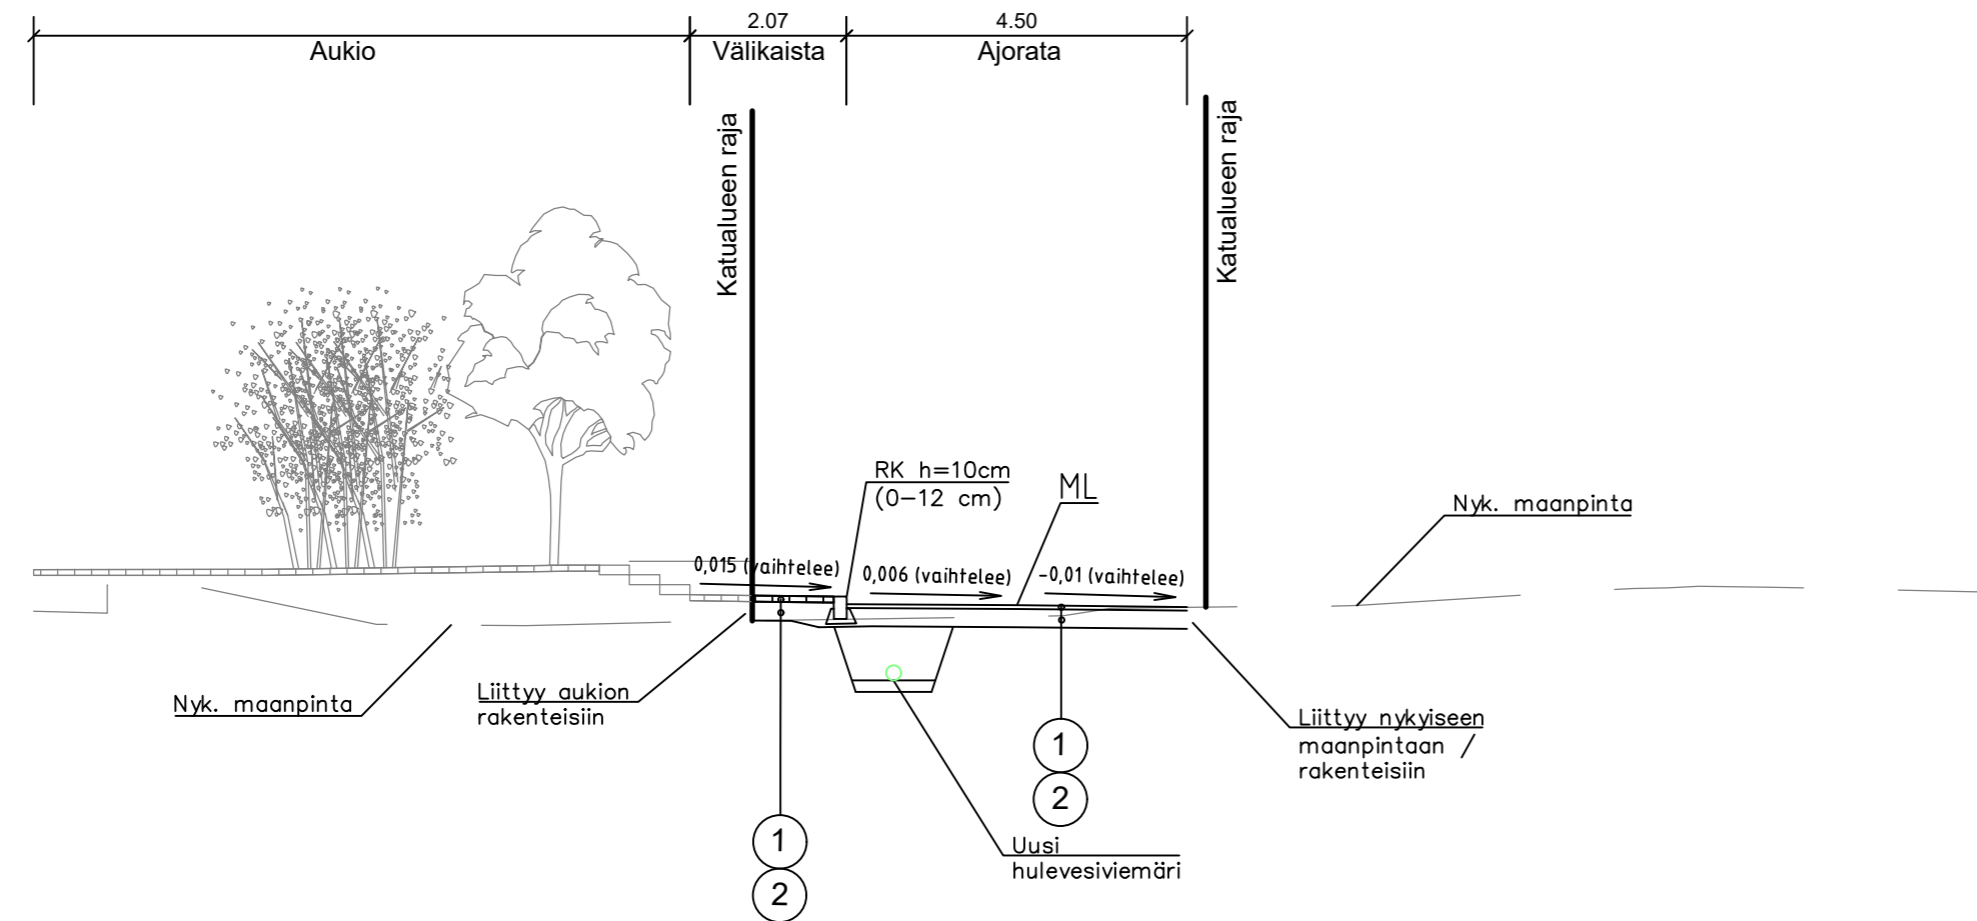 2.07
4.50
Aukio
Välikaista
Ajorata
Katualueen raja
Katualueen raja
RK h=10cm
(0-12 cm)
ML
Nyk. maanpinta
0,015 (vaihtelee)
0,006 (vaihtelee)
-0,01 (vaihtelee)
Nyk. maanpinta
Liittyy aukion
rakenteisiin
Liittyy nykyiseen
maanpintaan /
rakenteisiin
1
2
1
2
Uusi
hulevesiviemäri